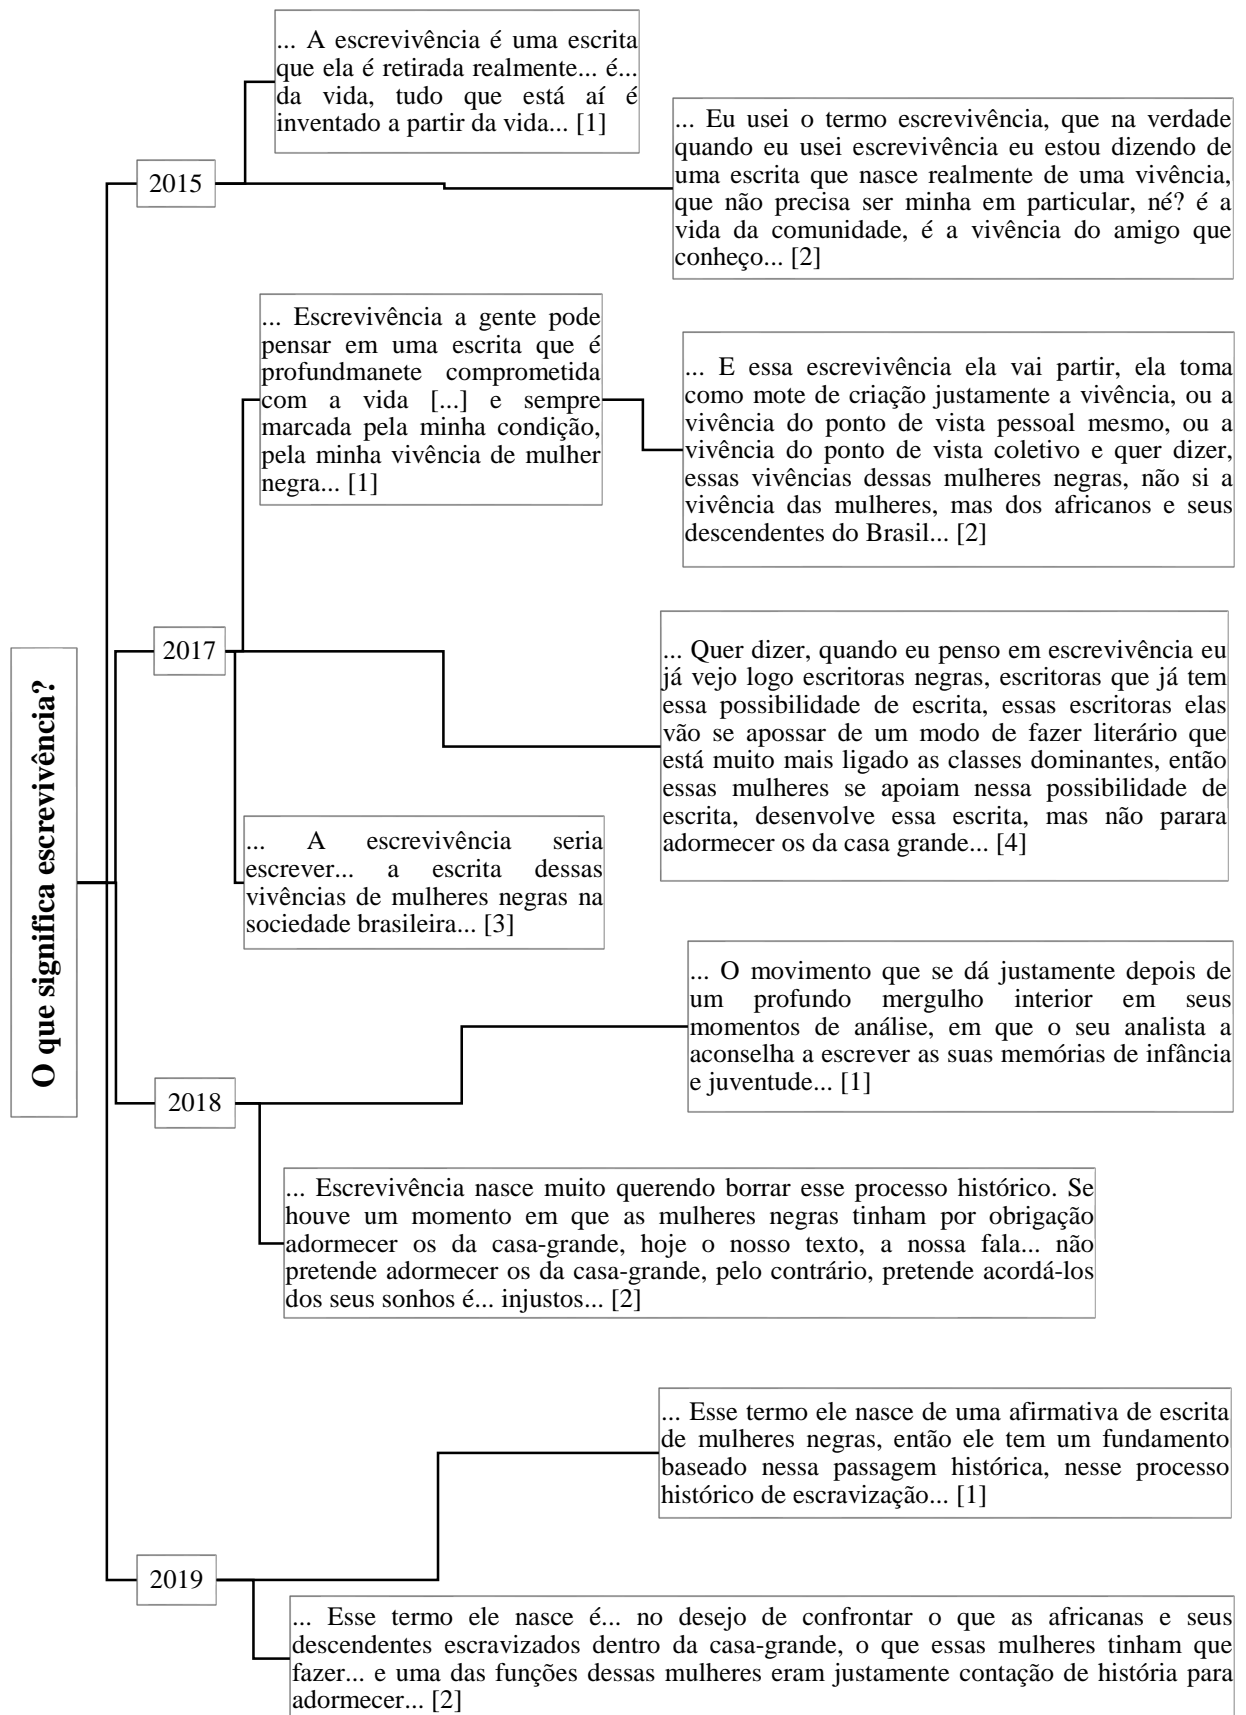 O que significa escrevivência?
2015
... A escrevivência é uma escrita
que ela é retirada realmente... é...
da vida, tudo que está aí é
inventado a partir da vida... [1]
... Eu usei o termo escrevivência, que na verdade
quando eu usei escrevivência eu estou dizendo de
uma escrita que nasce realmente de uma vivência,
que não precisa ser minha em particular, né? é a
vida da comunidade, é a vivência do amigo que
conheço... [2]
2017
... Escrevivência a gente pode
pensar em uma escrita que é
profundmanete comprometida
com a vida [...] e sempre
marcada pela minha condição,
pela minha vivência de mulher
negra... [1]
... E essa escrevivência ela vai partir, ela toma
como mote de criação justamente a vivência, ou a
vivência do ponto de vista pessoal mesmo, ou a
vivência do ponto de vista coletivo e quer dizer,
essas vivências dessas mulheres negras, não si a
vivência das mulheres, mas dos africanos e seus
descendentes do Brasil... [2]
... A escrevivência seria
escrever... a escrita dessas
vivências de mulheres negras na
sociedade brasileira... [3]
... Quer dizer, quando eu penso em escrevivência eu
já vejo logo escritoras negras, escritoras que já tem
essa possibilidade de escrita, essas escritoras elas
vão se apossar de um modo de fazer literário que
está muito mais ligado as classes dominantes, então
essas mulheres se apoiam nessa possibilidade de
escrita, desenvolve essa escrita, mas não parara
adormecer os da casa grande... [4]
2018
... O movimento que se dá justamente depois de
um profundo mergulho interior em seus
momentos de análise, em que o seu analista a
aconselha a escrever as suas memórias de infância
e juventude... [1]
... Escrevivência nasce muito querendo borrar esse processo histórico. Se
houve um momento em que as mulheres negras tinham por obrigação
adormecer os da casa-grande, hoje o nosso texto, a nossa fala... não
pretende adormecer os da casa-grande, pelo contrário, pretende acordá-los
dos seus sonhos é... injustos... [2]
2019
... Esse termo ele nasce de uma afirmativa de escrita
de mulheres negras, então ele tem um fundamento
baseado nessa passagem histórica, nesse processo
histórico de escravização... [1]
... Esse termo ele nasce é... no desejo de confrontar o que as africanas e seus
descendentes escravizados dentro da casa-grande, o que essas mulheres tinham que
fazer... e uma das funções dessas mulheres eram justamente contação de história para
adormecer... [2]